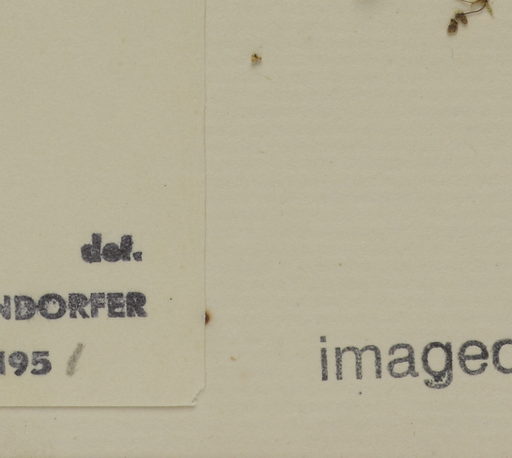 det.
NDORFER
195/
imaged